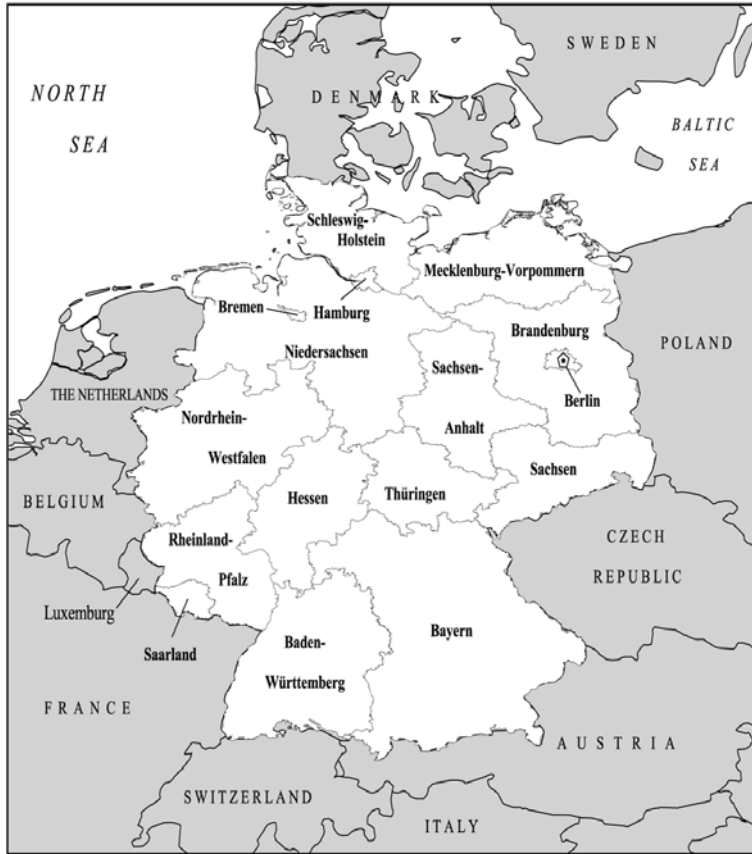 SWEDEN
NORTH
SEA
DENMARK
BALTIC
SEA
Schleswig-
Holstein
Mecklenburg-Vorpommern
Bremen
Hamburg
Brandenburg
POLAND
Niedersachsen
Sachsen-
Anhalt
Berlin
THE NETHERLANDS
Nordrhein-
Westfalen
Sachsen
BELGIUM
Hessen
Thüringen
Rheinland-
Pfalz
CZECH
REPUBLIC
Luxemburg
Saarland
Baden-
Württemberg
Bayern
FRANCE
AUSTRIA
SWITZERLAND
ITALY